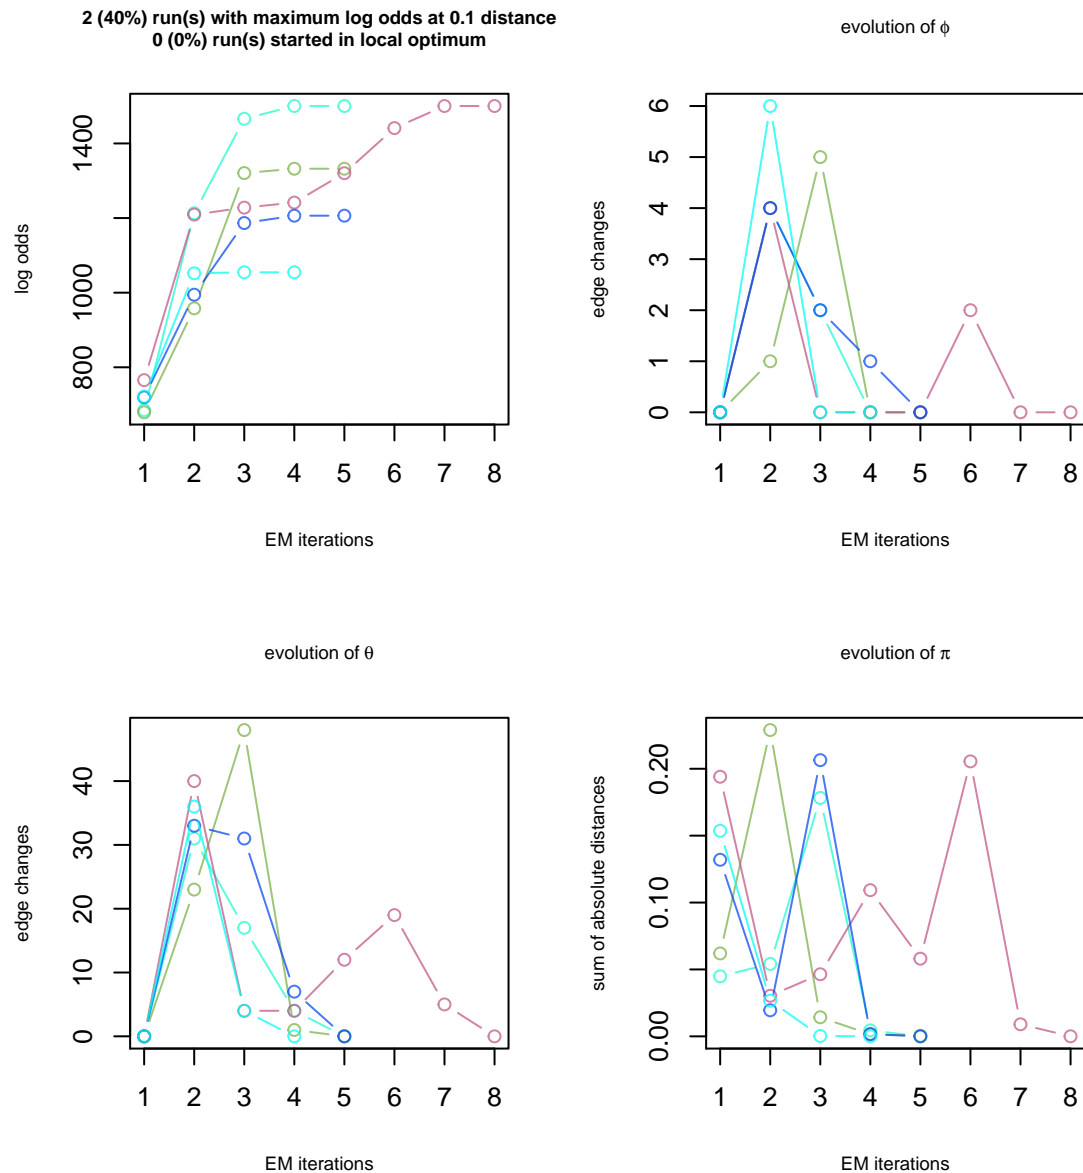 2 (40%) run(s) with maximum log odds at 0.1 distance
0 (0%) run(s) started in local optimum
log odds
1400
1000
800
1 2 3 4 5 6 7 8
EM iterations
evolution of ϕ
edge changes
6
5
4
3
2
1
0
1 2 3 4 5 6 7 8
EM iterations
evolution of θ
edge changes
40
30
20
10
0
1 2 3 4 5 6 7 8
EM iterations
evolution of π
sum of absolute distances
0.20
0.10
0.00
1 2 3 4 5 6 7 8
EM iterations